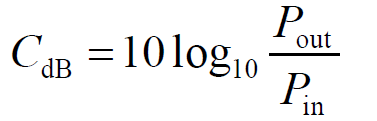 C_dB = 10 log_10 P_out / P_in